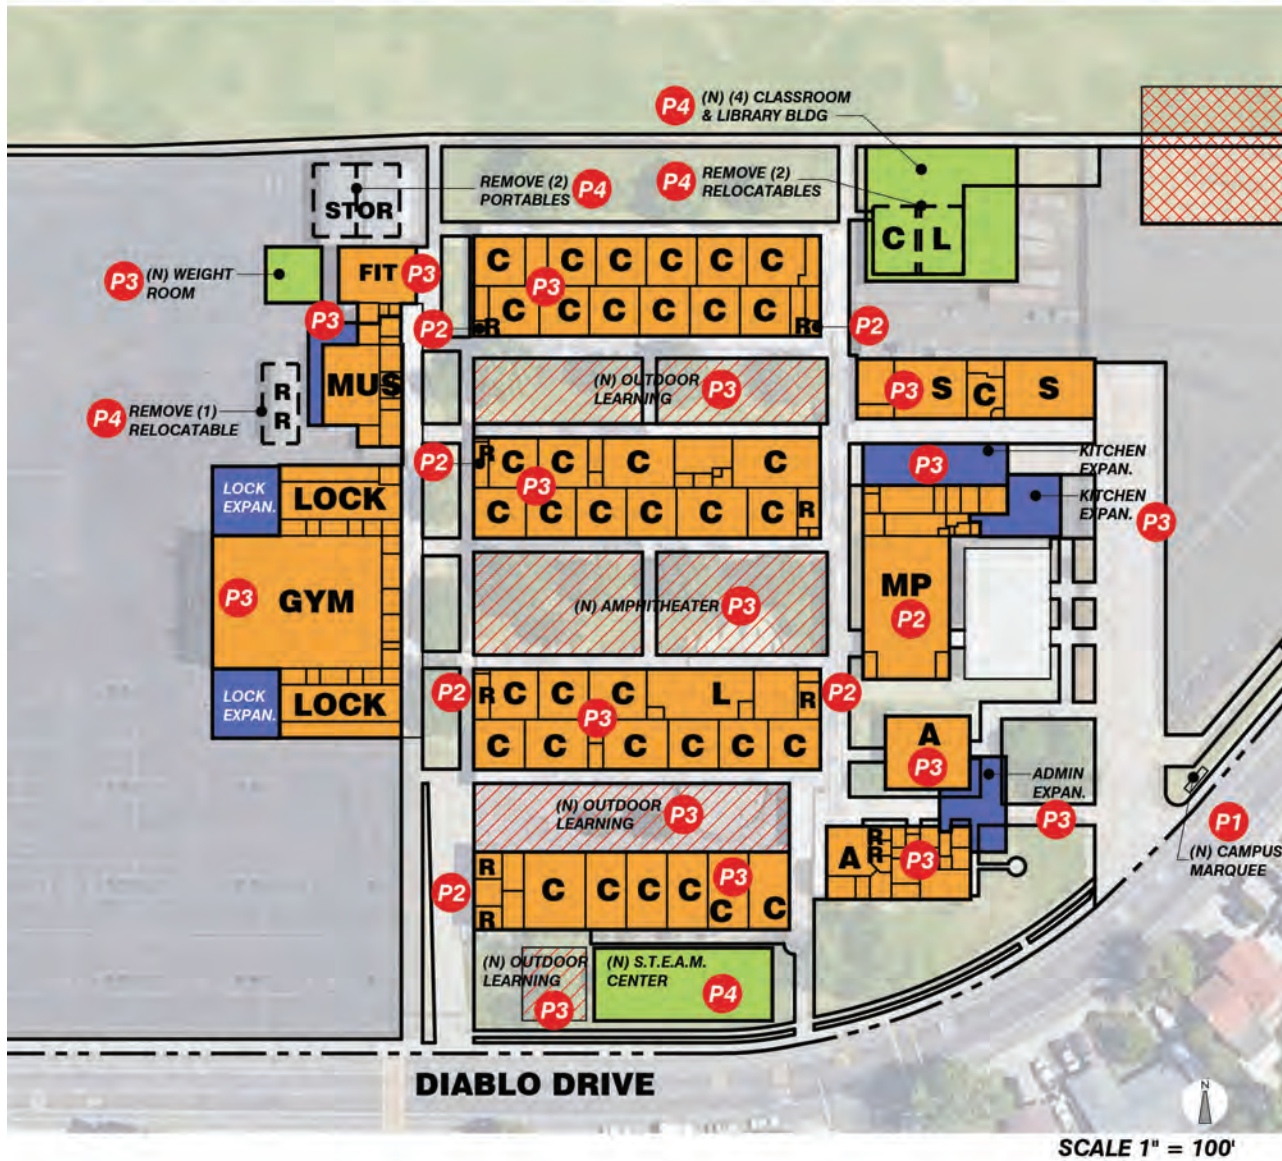 P4 (N) (4) CLASSROOM
& LIBRARY BLDG
REMOVE (2)
PORTABLES P4
P4 REMOVE (2)
RELOCATABLES
STOR
C L
P3 (N) WEIGHT
ROOM
FIT P3
C C C C C C
P3
C C C C C C
R R
P2 P2
P3
MUS
R
R
P4 REMOVE (1)
RELOCATABLE
(N) OUTDOOR
LEARNING P3
P3 S C S
P2
R C C C C
P3
C C C C C C R
P3 KITCHEN
EXPAN.
KITCHEN
EXPAN. P3
LOCK
EXPAN. LOCK
P3 GYM
LOCK
EXPAN. LOCK
(N) AMPHITHEATER P3
MP
P2
P2 R C C C L R P2
P3
C C C C C C
A
P3
ADMIN
EXPAN.
P3
P1
(N) CAMPUS
MARQUEE
(N) OUTDOOR
LEARNING P3
A R
R P3
P2 R
R
C C C C C C
P3
(N) OUTDOOR
LEARNING
P3
(N) S.T.E.A.M.
CENTER
P4
DIABLO DRIVE
N
SCALE 1" = 100'